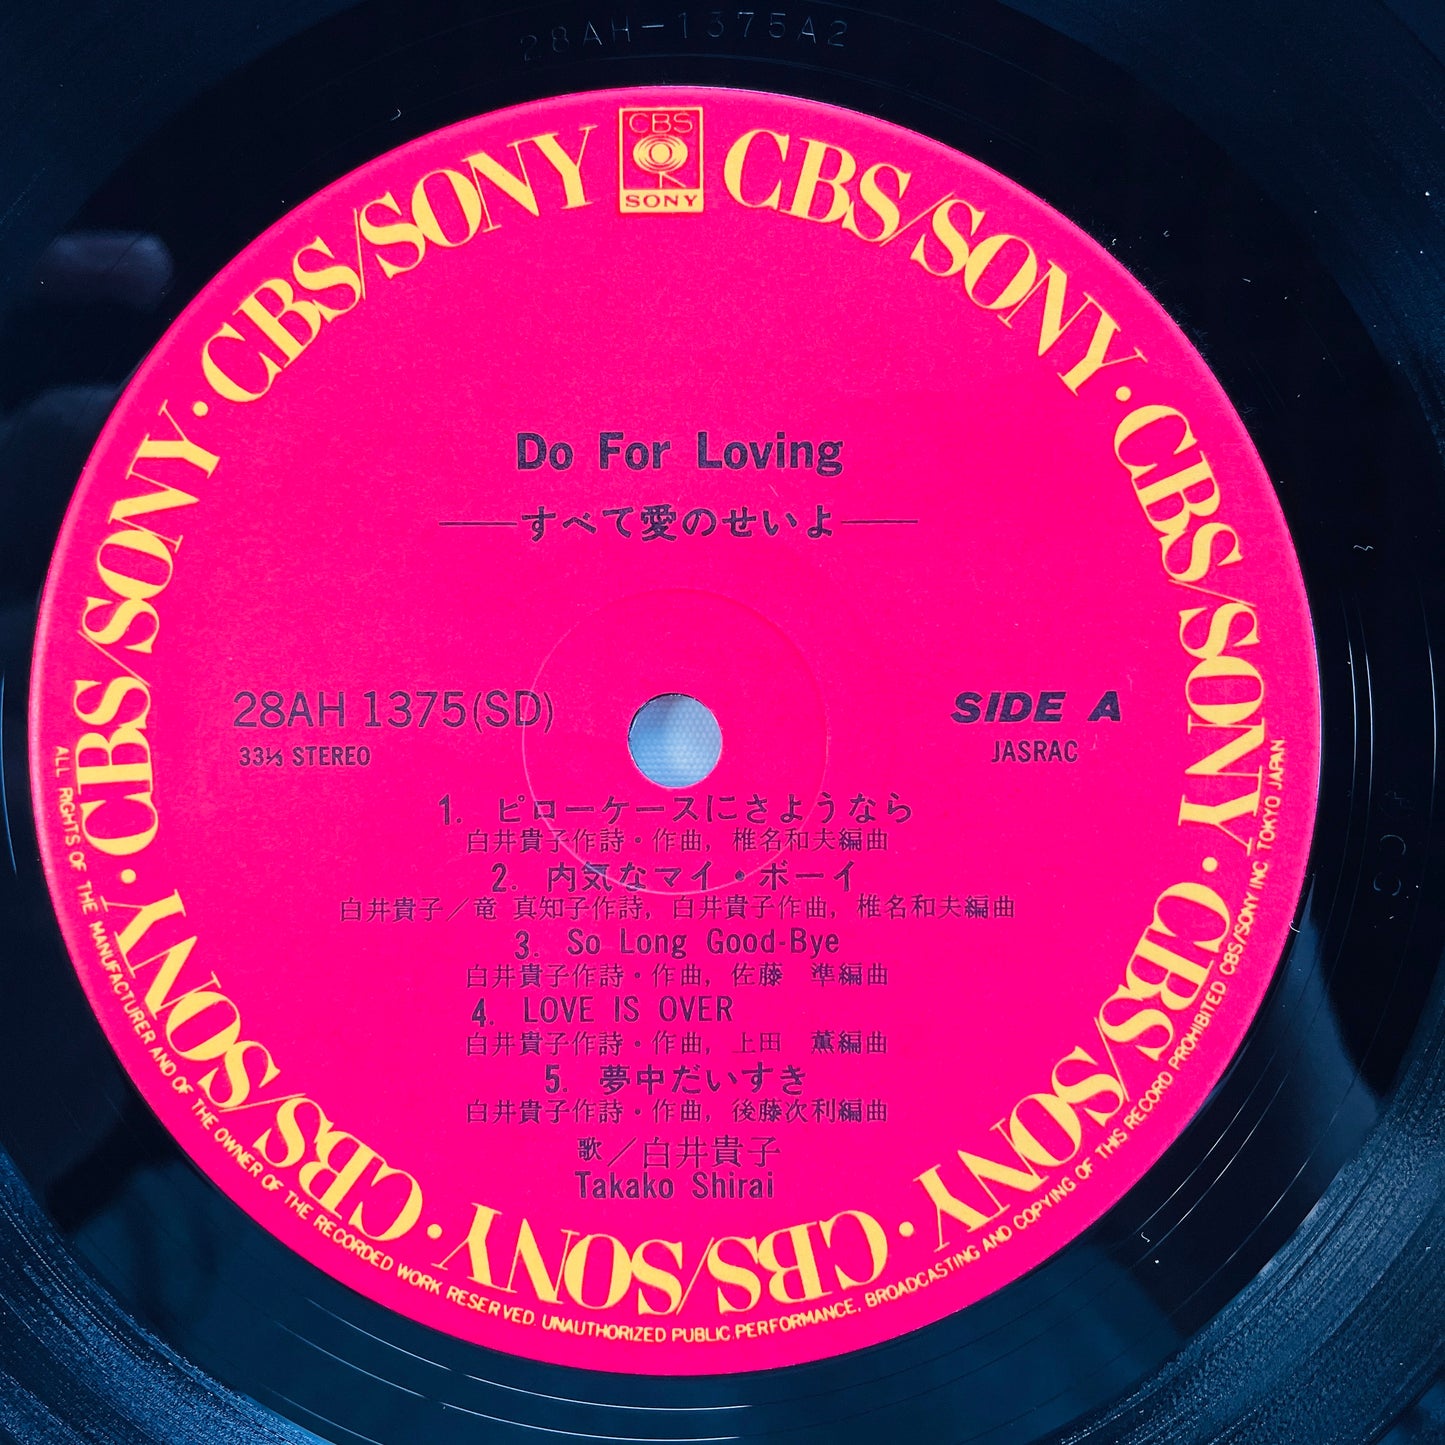 28AH-1375A2
CBS
SONY
CBS/SONY · CBS/SONY · CBS/SONY · CBS/SONY · CBS/SONY · CBS/SONY · CBS/SONY · CBS/SONY
Do For Loving
——すべて愛のせいよ——
28AH 1375(SD)
33⅓ STEREO
SIDE A
JASRAC
1. ピローケースにさようなら
白井貴子作詩・作曲, 椎名和夫編曲
2. 内気なマイ・ボーイ
白井貴子／竜 真知子作詩, 白井貴子作曲, 椎名和夫編曲
3. So Long Good-Bye
白井貴子作詩・作曲, 佐藤 準編曲
4. LOVE IS OVER
白井貴子作詩・作曲, 上田 薫編曲
5. 夢中だいすき
白井貴子作詩・作曲, 後藤次利編曲
歌／白井貴子
Takako Shirai
ALL RIGHTS OF THE MANUFACTURER AND OF THE OWNER OF THE RECORDED WORK RESERVED. UNAUTHORIZED PUBLIC PERFORMANCE, BROADCASTING AND COPYING OF THIS RECORD PROHIBITED CBS/SONY INC. TOKYO JAPAN